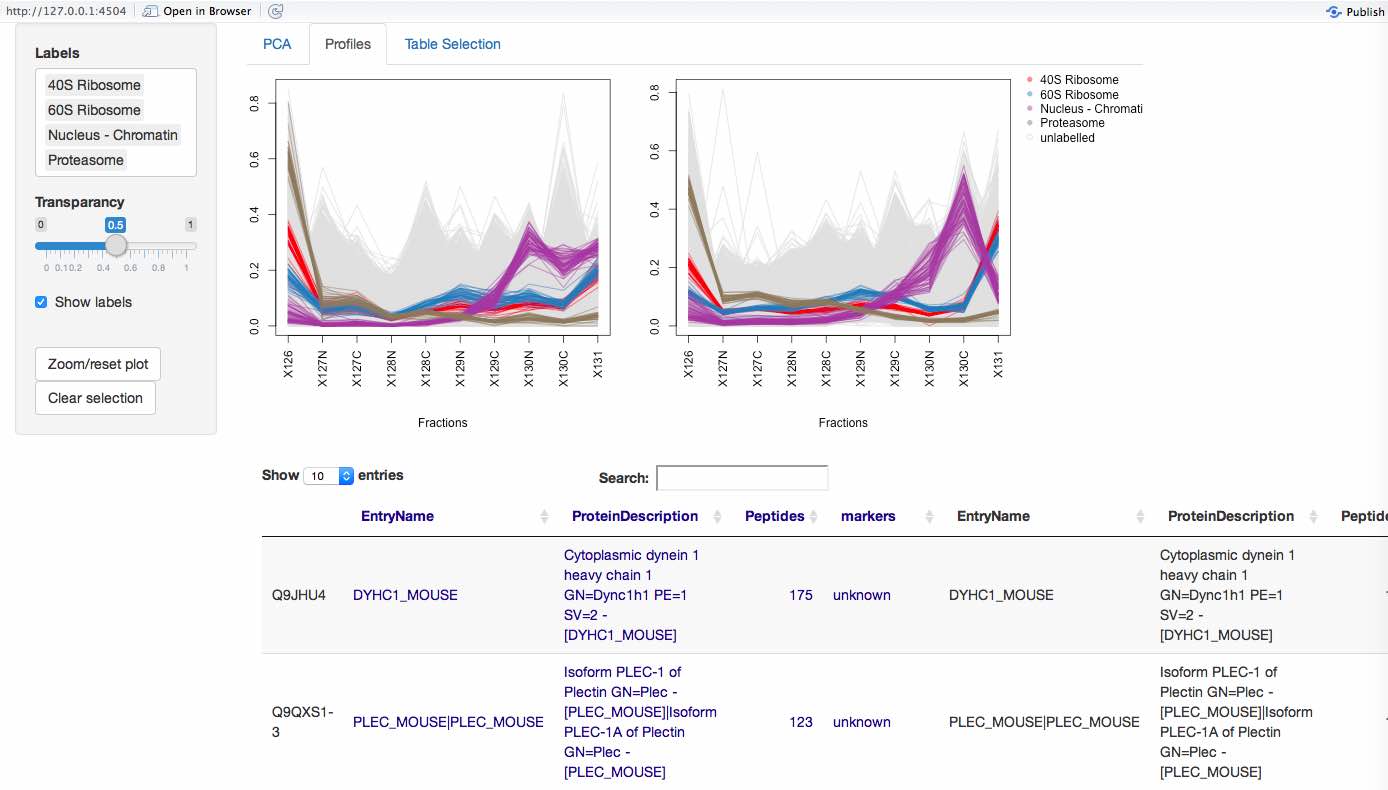 http://127.0.0.1:4504 Open in Browser Publish
Labels
40S Ribosome
60S Ribosome
Nucleus - Chromatin
Proteasome
Transparancy
0 0.5 1
0 0.1 0.2 0.4 0.6 0.8 1
Show labels
Zoom/reset plot
Clear selection
PCA Profiles Table Selection
0.8
0.6
0.4
0.2
0.0
X126 X127N X127C X128N X128C X129N X129C X130N X130C X131
Fractions
0.8
0.6
0.4
0.2
0.0
X126 X127N X127C X128N X128C X129N X129C X130N X130C X131
Fractions
40S Ribosome
60S Ribosome
Nucleus - Chromati
Proteasome
unlabelled
Show 10 entries Search:
EntryName ProteinDescription Peptides markers EntryName ProteinDescription Peptide
Q9JHU4 DYHC1_MOUSE
Cytoplasmic dynein 1
heavy chain 1
GN=Dync1h1 PE=1
SV=2 -
[DYHC1_MOUSE]
175 unknown DYHC1_MOUSE
Cytoplasmic dynein 1
heavy chain 1
GN=Dync1h1 PE=1
SV=2 -
[DYHC1_MOUSE]
Q9QXS1-
3
PLEC_MOUSE|PLEC_MOUSE
Isoform PLEC-1 of
Plectin GN=Plec -
[PLEC_MOUSE]|Isoform
PLEC-1A of Plectin
GN=Plec -
[PLEC_MOUSE]
123 unknown PLEC_MOUSE|PLEC_MOUSE
Isoform PLEC-1 of
Plectin GN=Plec -
[PLEC_MOUSE]|Isoform
PLEC-1A of Plectin
GN=Plec -
[PLEC_MOUSE]